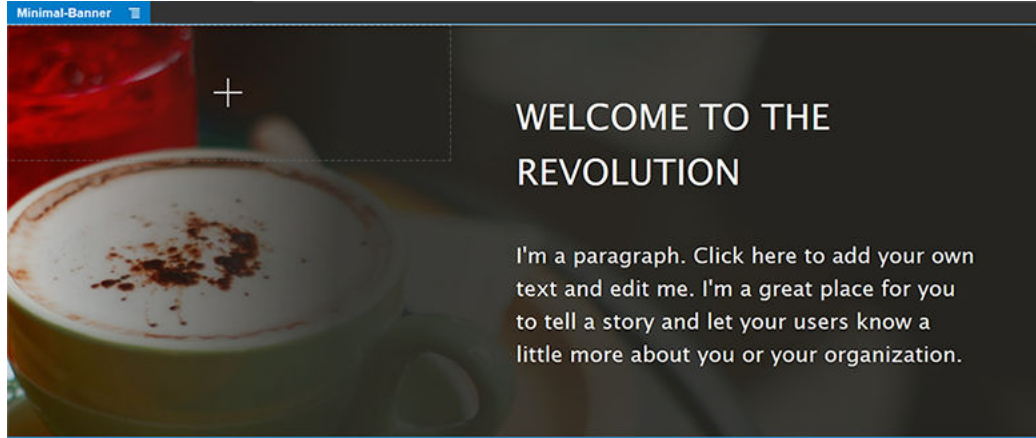 Minimal-Banner
WELCOME TO THE
REVOLUTION
I'm a paragraph. Click here to add your own
text and edit me. I'm a great place for you
to tell a story and let your users know a
little more about you or your organization.